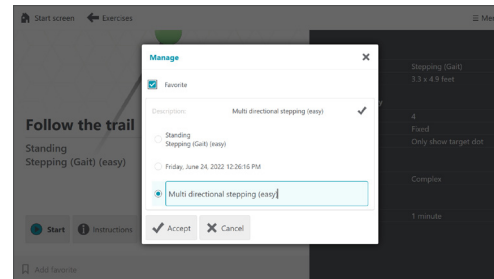 Start screen
Exercises
Me
Manage
Favorite
Description:
Multi directional stepping (easy)
Standing
Stepping (Gait) (easy)
Friday, June 24, 2022 12:26:16 PM
Multi directional stepping (easy)
Accept
Cancel
Follow the trail
Standing
Stepping (Gait) (easy)
Start
Instructions
Add favorite
Stepping (Gait)
3.3 x 4.9 feet
4
Fixed
Only show target dot
Complex
1 minute